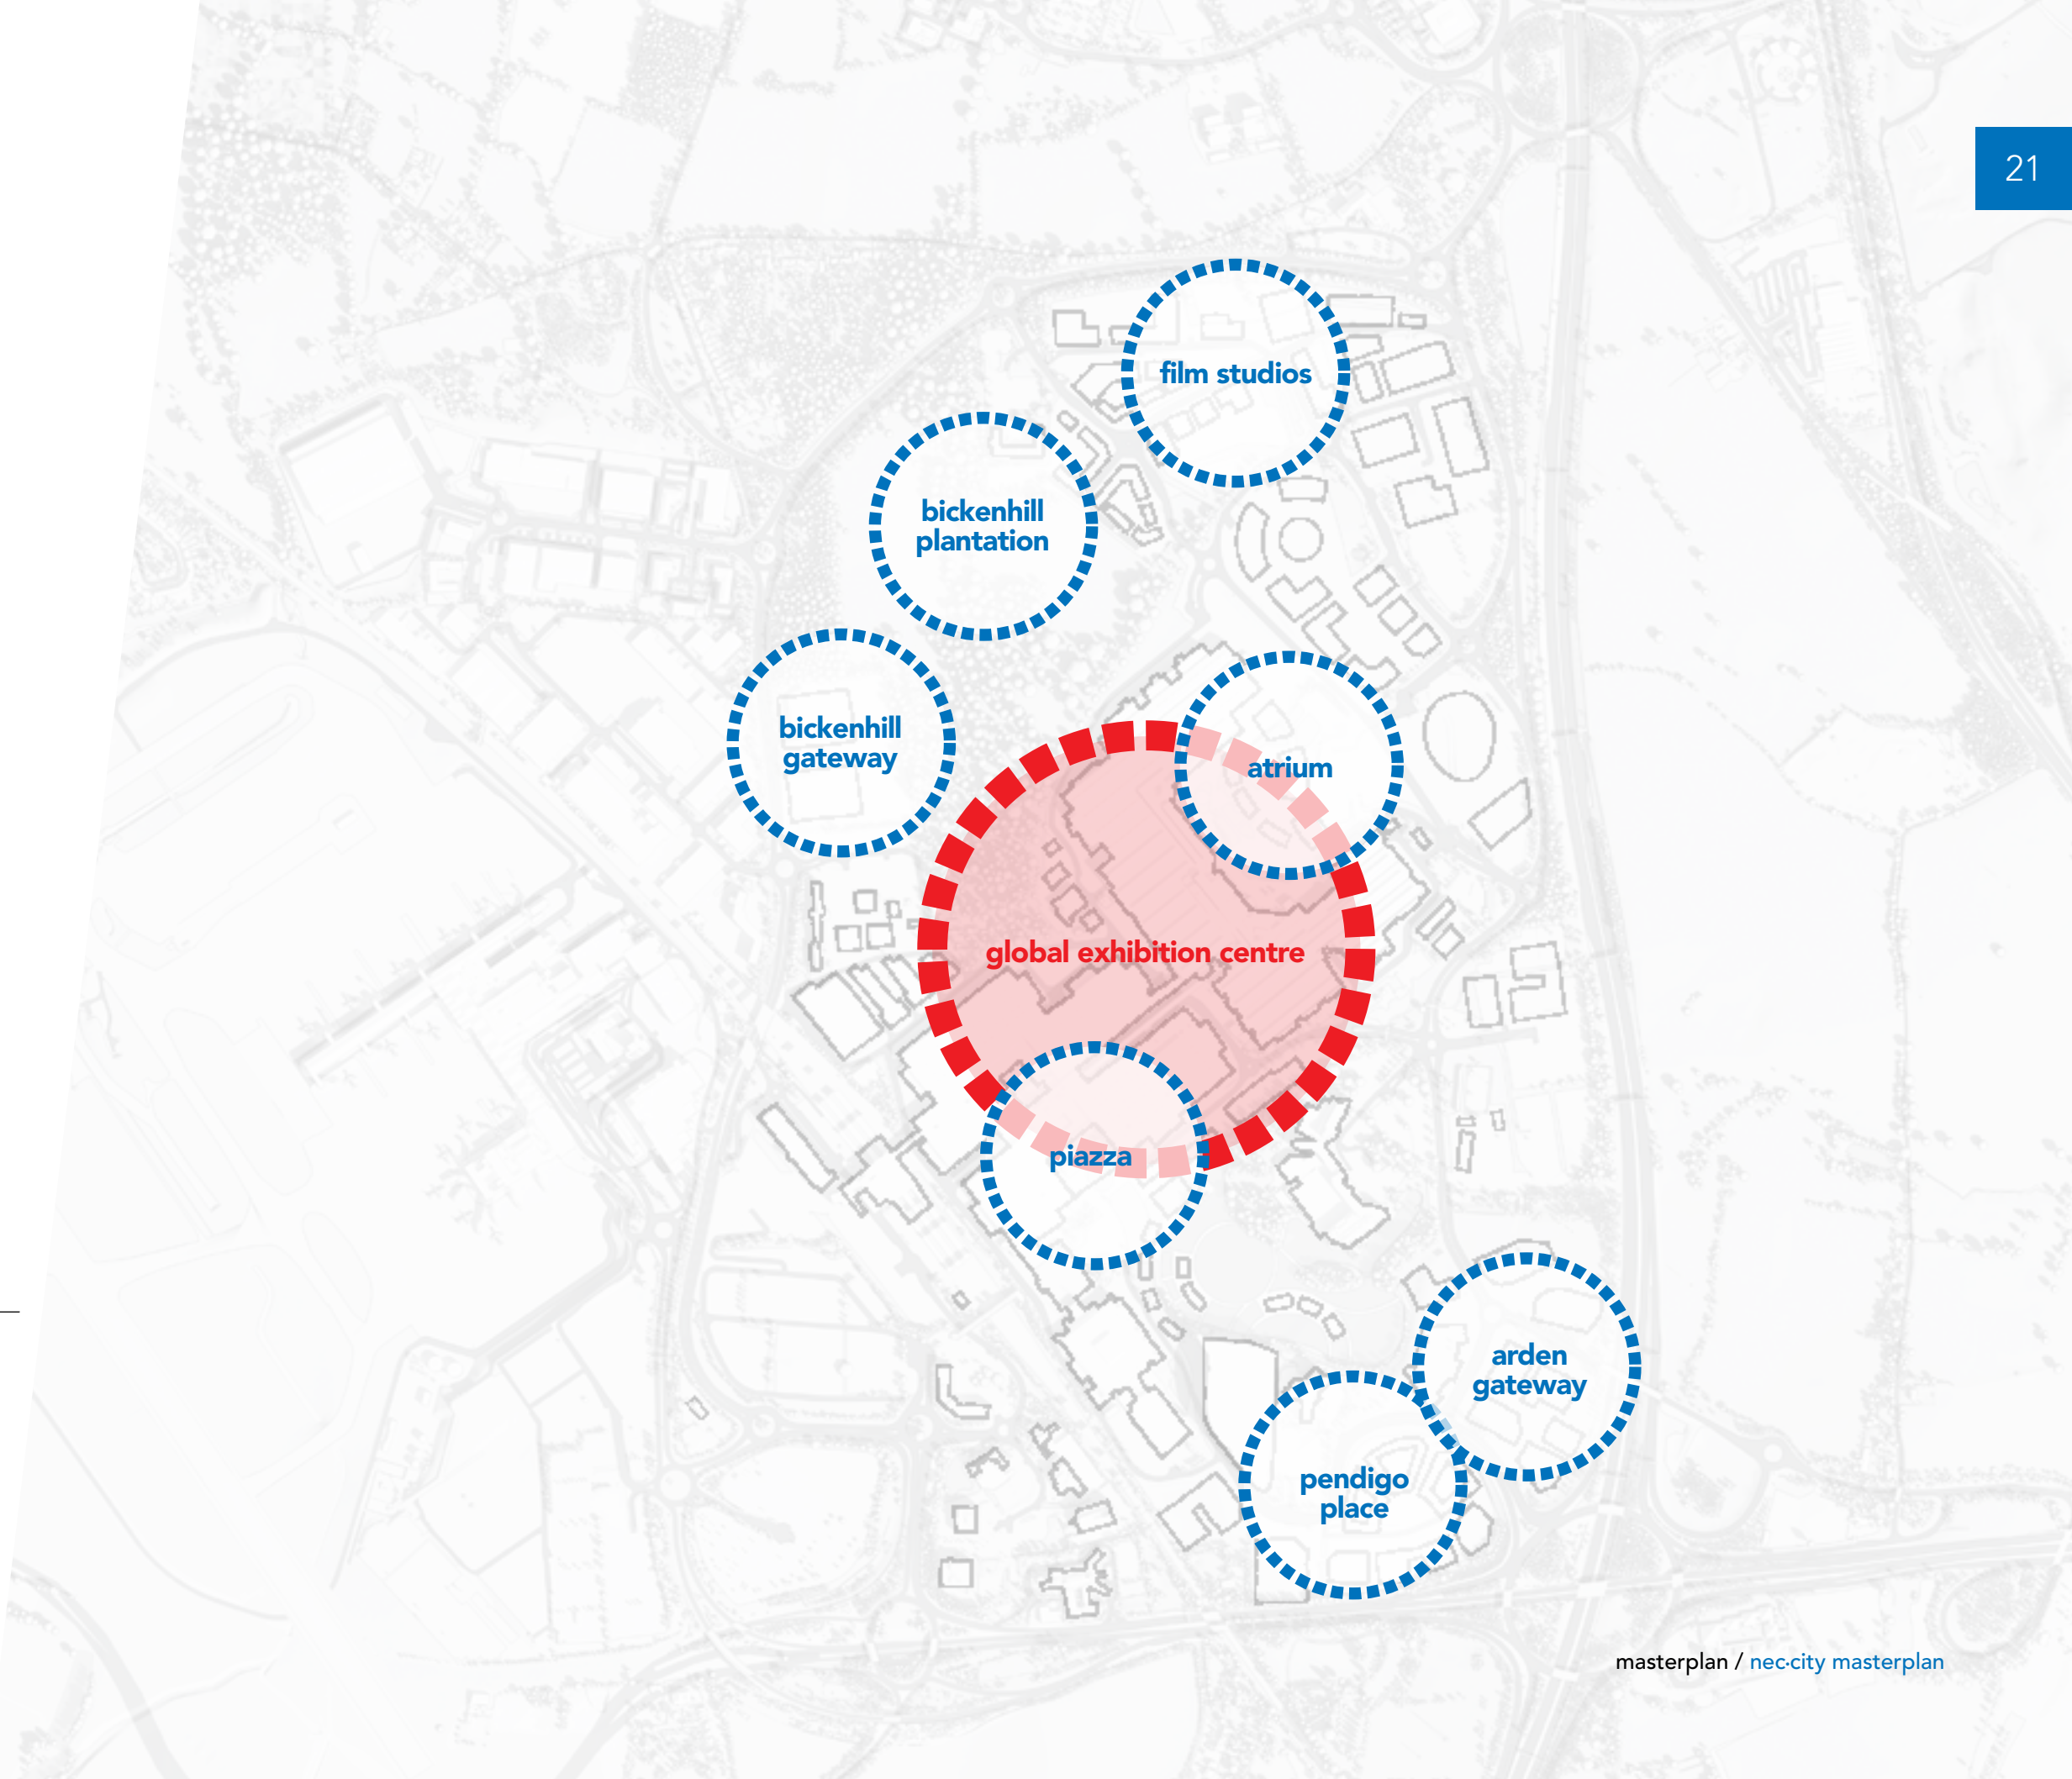 21
film studios
bickenhill
plantation
bickenhill
gateway
atrium
global exhibition centre
piazza
arden
gateway
pendigo
place
masterplan / nec·city masterplan